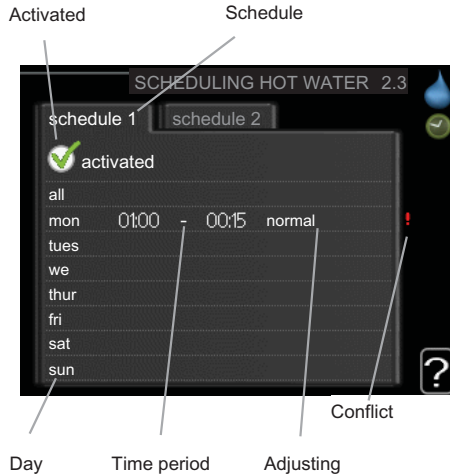 Activated
Schedule
SCHEDULING HOT WATER 2.3
schedule 1
schedule 2
activated
all
mon 01:00 - 00:15 normal !
tues
we
thur
fri
sat
sun
?
Conflict
Day
Time period
Adjusting